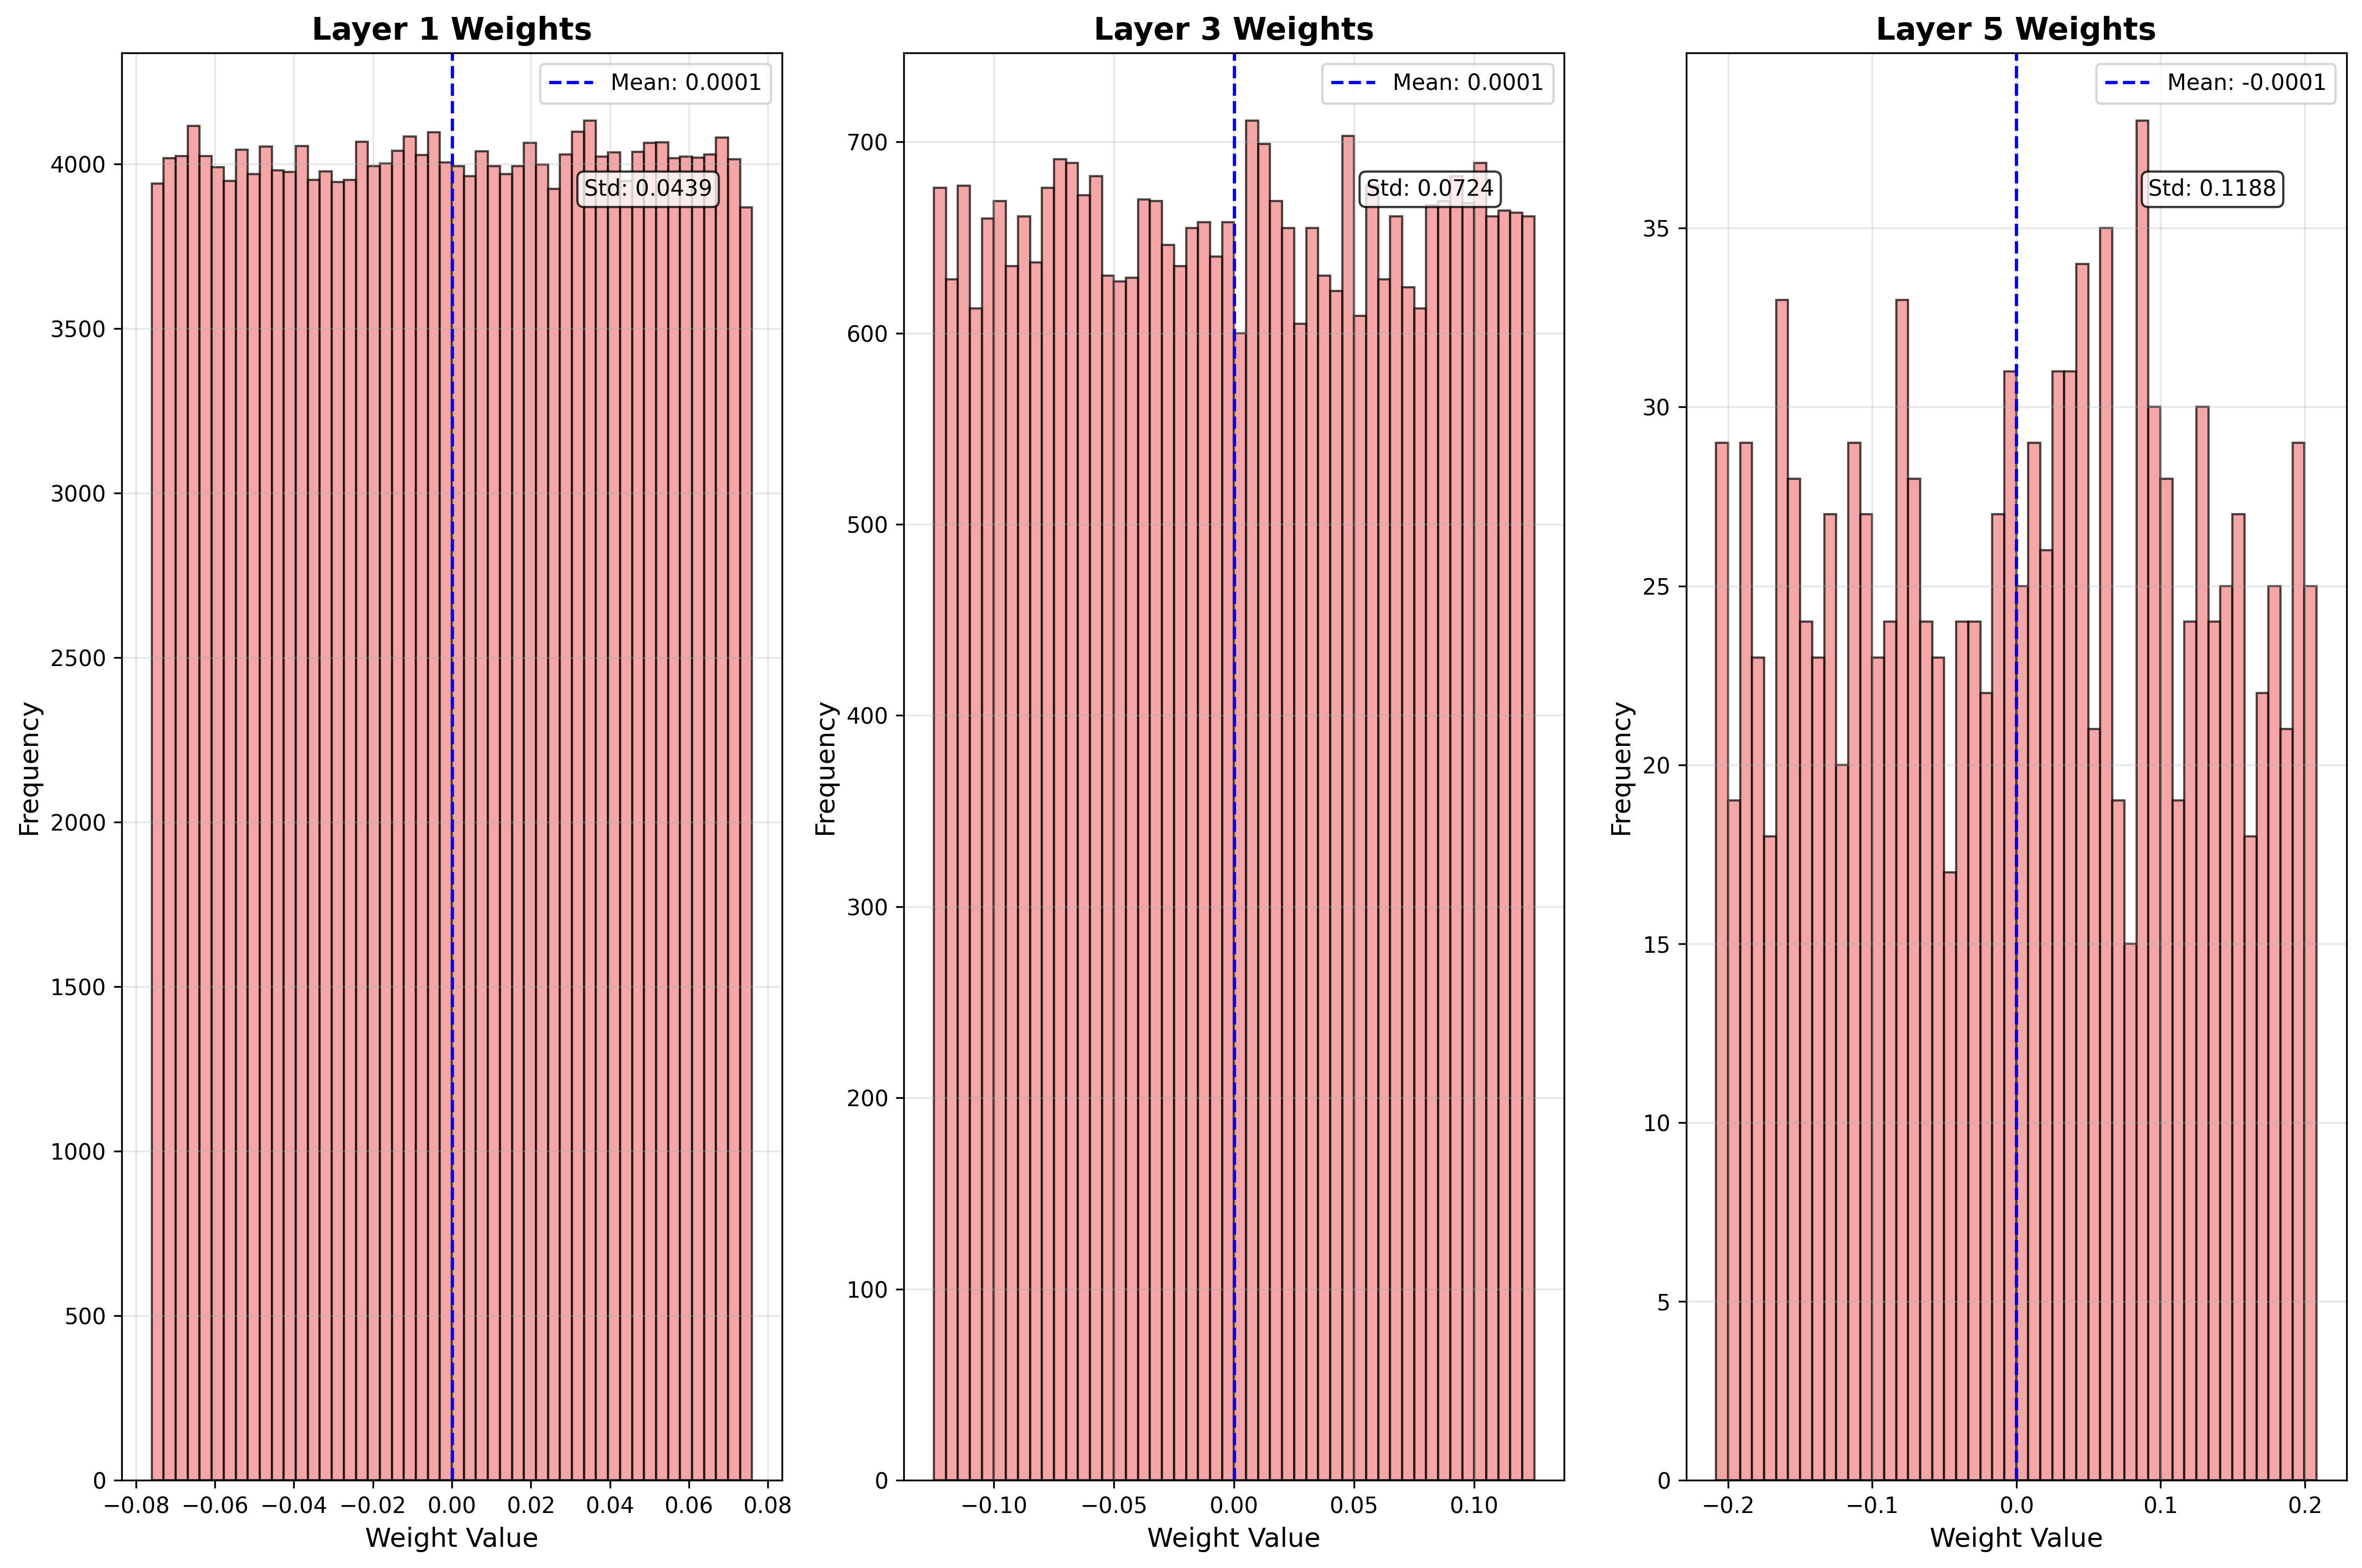 Layer 1 Weights
Mean: 0.0001
Std: 0.0439
4000
3500
3000
2500
2000
1500
1000
500
0
Frequency
−0.08 −0.06 −0.04 −0.02 0.00 0.02 0.04 0.06 0.08
Weight Value
Layer 3 Weights
Mean: 0.0001
Std: 0.0724
700
600
500
400
300
200
100
0
Frequency
−0.10 −0.05 0.00 0.05 0.10
Weight Value
Layer 5 Weights
Mean: -0.0001
Std: 0.1188
35
30
25
20
15
10
5
0
Frequency
−0.2 −0.1 0.0 0.1 0.2
Weight Value